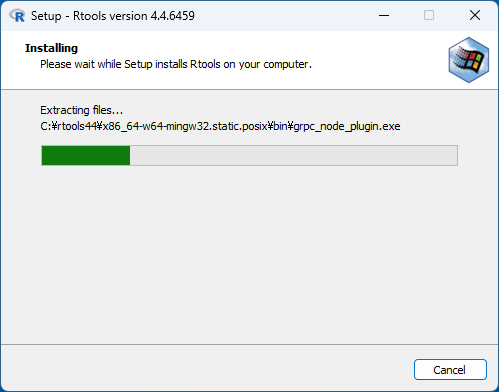 Setup - Rtools version 4.4.6459
Installing
Please wait while Setup installs Rtools on your computer.
Extracting files...
C:¥rtools44¥x86_64-w64-mingw32.static.posix¥bin¥grpc_node_plugin.exe
Cancel